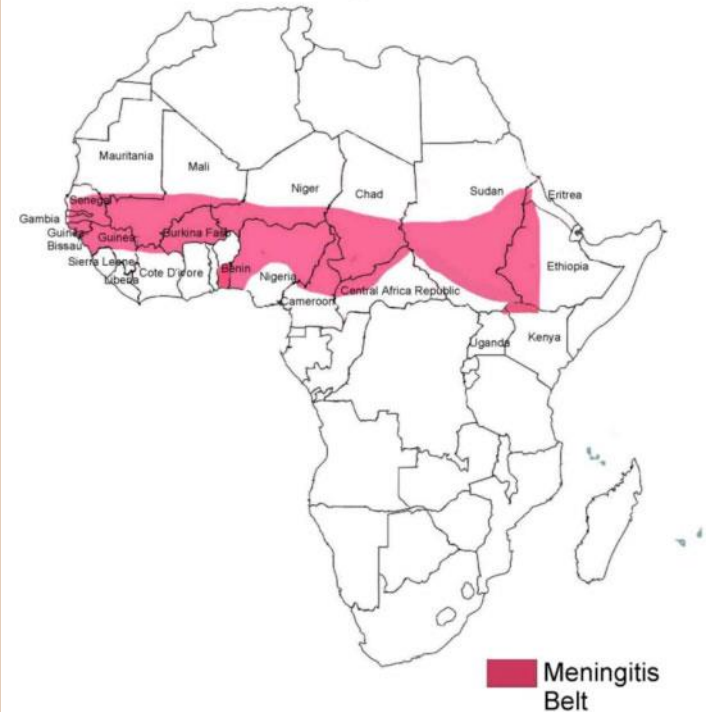 Mauritania
Mali
Niger
Chad
Sudan
Eritrea
Senegal
Gambia
Guinea
Bissau
Guinea
Burkina Faso
Sierra Leone
Liberia
Cote D'ivore
Benin
Nigeria
Cameroon
Central Africa Republic
Ethiopia
Uganda
Kenya
Meningitis
Belt